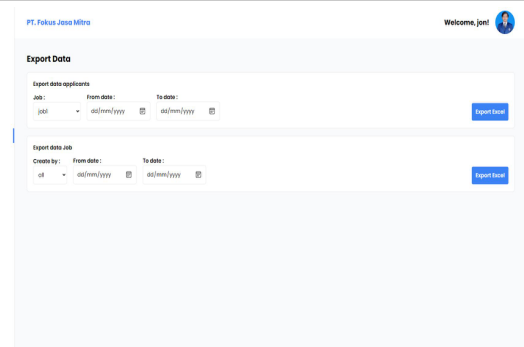 PT. Fokus Jasa Mitra
Welcome, jon!
Export Data
Export data applicants
Job : From date : To date :
job1 dd/mm/yyyy dd/mm/yyyy Export Excel
Export data Job
Create by : From date : To date :
all dd/mm/yyyy dd/mm/yyyy Export Excel